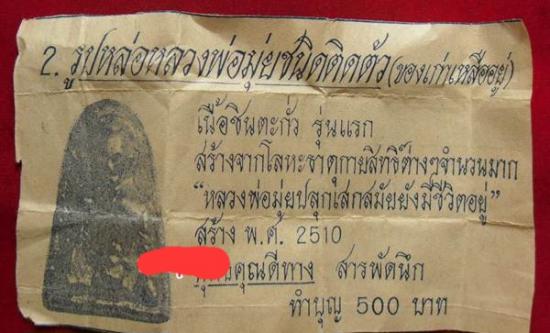 2. รูปหล่อหลวงพ่อมุ่ยชนิดติดตัว(ของเก่าเหลืออยู่)
เนื้อชินตะกั่ว รุ่นแรก
สร้างจากโลหะธาตุกายสิทธิ์ต่างๆจำนวนมาก
“หลวงพ่อมุ่ยปลุกเสกสมัยยังมีชีวิตอยู่”
สร้าง พ.ศ. 2510
คุณดีทาง สารพัดนึก
ทำบุญ 500 บาท